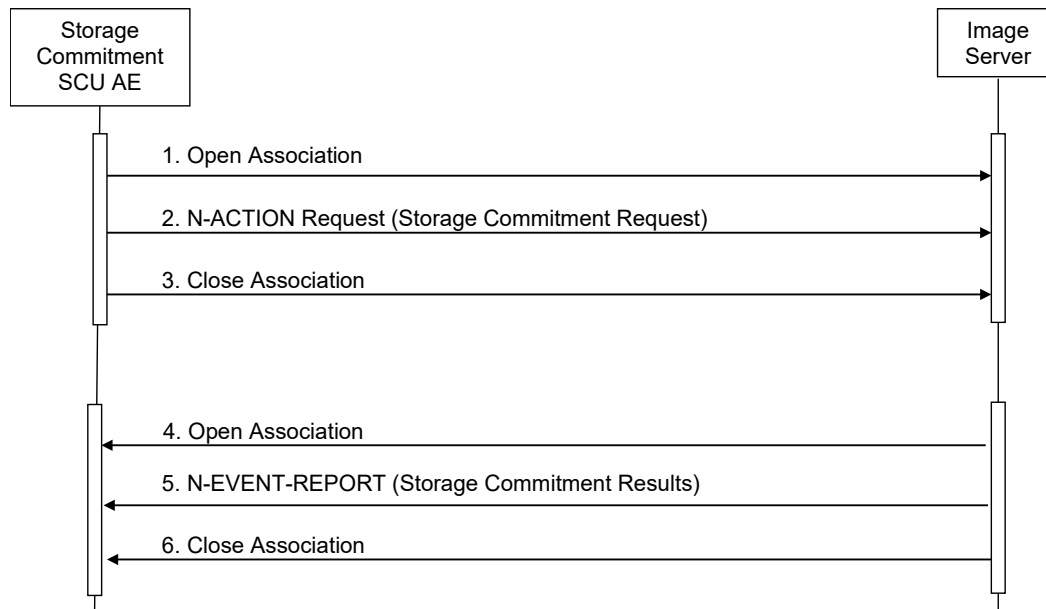 Storage
Commitment
SCU AE
Image
Server
1. Open Association
2. N-ACTION Request (Storage Commitment Request)
3. Close Association
4. Open Association
5. N-EVENT-REPORT (Storage Commitment Results)
6. Close Association